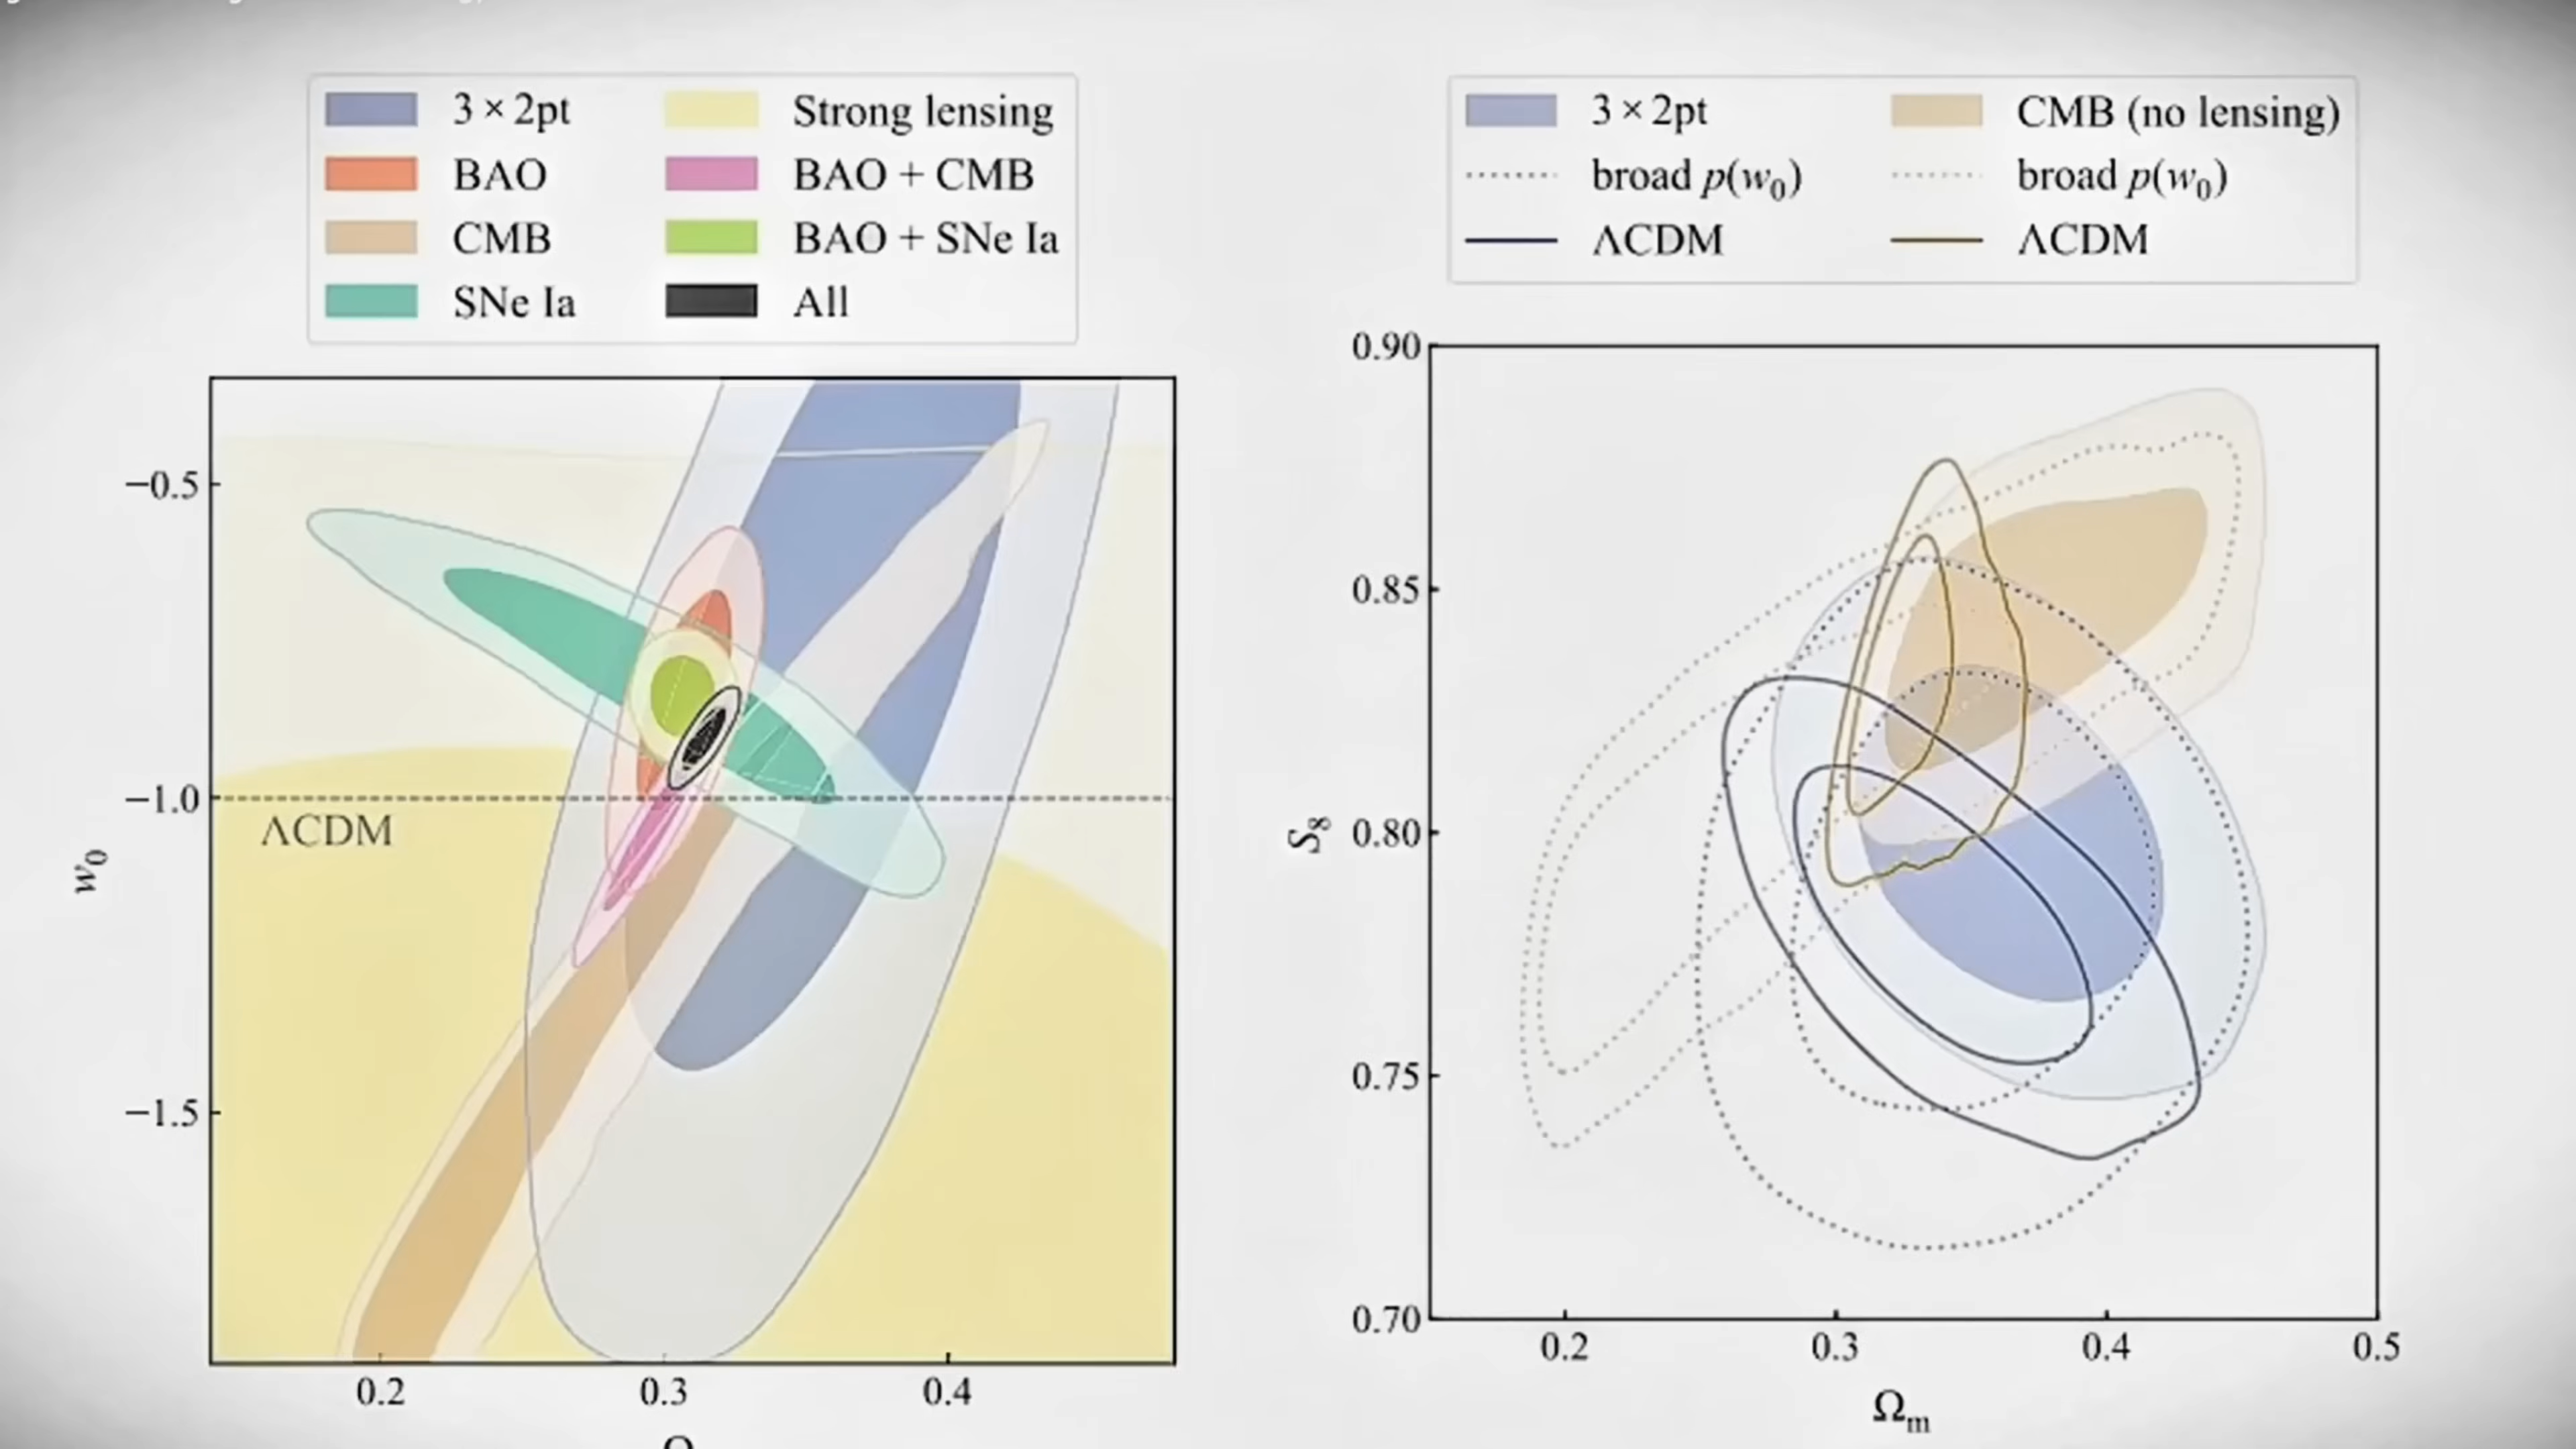 3 × 2pt
BAO
CMB
SNe Ia
Strong lensing
BAO + CMB
BAO + SNe Ia
All
−0.5
−1.0
−1.5
w₀
ΛCDM
0.2
0.3
0.4
3 × 2pt
broad p(w₀)
ΛCDM
CMB (no lensing)
broad p(w₀)
ΛCDM
0.90
0.85
0.80
0.75
0.70
S₈
0.2
0.3
0.4
0.5
Ωₘ